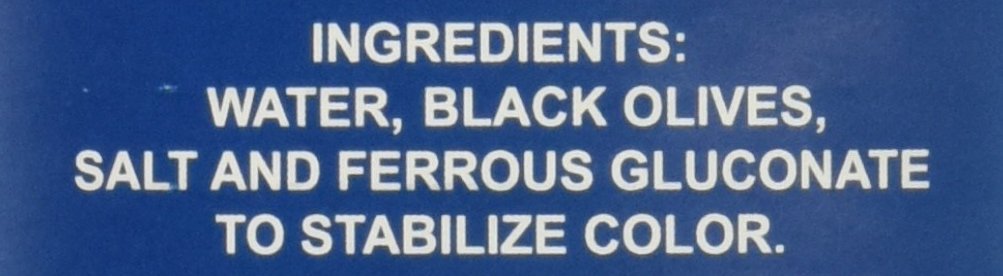 INGREDIENTS:
WATER, BLACK OLIVES,
SALT AND FERROUS GLUCONATE
TO STABILIZE COLOR.